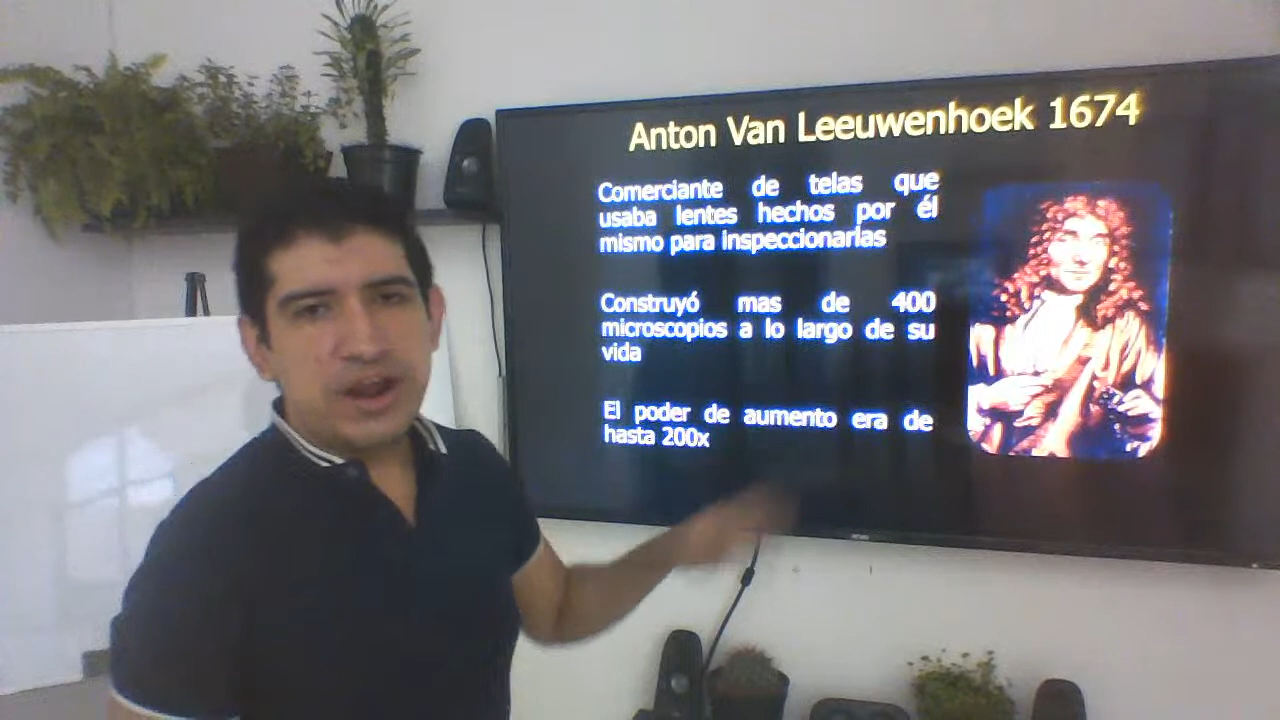 Anton Van Leeuwenhoek 1674
Comerciante de telas que
usaba lentes hechos por él
mismo para inspeccionarlas
Construyó mas de 400
microscopios a lo largo de su
vida
El poder de aumento era de
hasta 200x